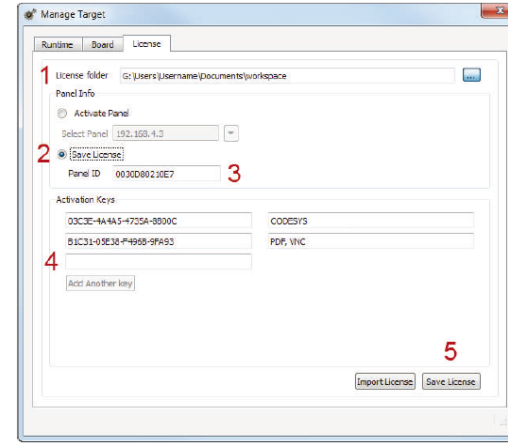 Manage Target
Runtime Board License
1 License folder G:\Users\Username\Documents\workspace ...
Panel Info
Activate Panel
Select Panel 192.168.4.3
2 Save License
Panel ID 0030D80210E7 3
Activation Keys
03C3E-4A4A5-4735A-8800C CODESYS
B1C31-05E38-F4968-9FA93 PDF, VNC
4
Add Another key
5
Import License Save License